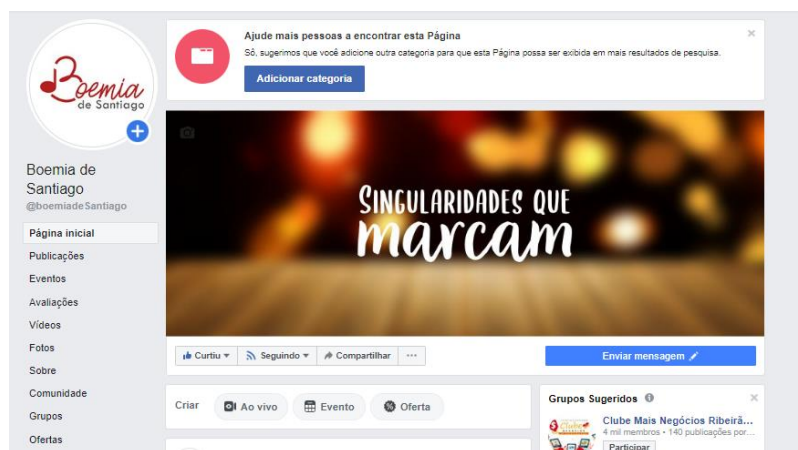 Boemia
de Santiago
Boemia de
Santiago
@boemiadeSantiago
Página inicial
Publicações
Eventos
Avaliações
Vídeos
Fotos
Sobre
Comunidade
Grupos
Ofertas
Ajude mais pessoas a encontrar esta Página
Só, sugerimos que você adicione outra categoria para que esta Página possa ser exibida em mais resultados de pesquisa.
Adicionar categoria
SINGULARIDADES QUE
marcam
Curtiu Seguindo Compartilhar ...
Enviar mensagem
Criar Ao vivo Evento Oferta
Grupos Sugeridos
Clube Mais Negócios Ribeirã...
4 mil membros • 140 publicações por...
Participar